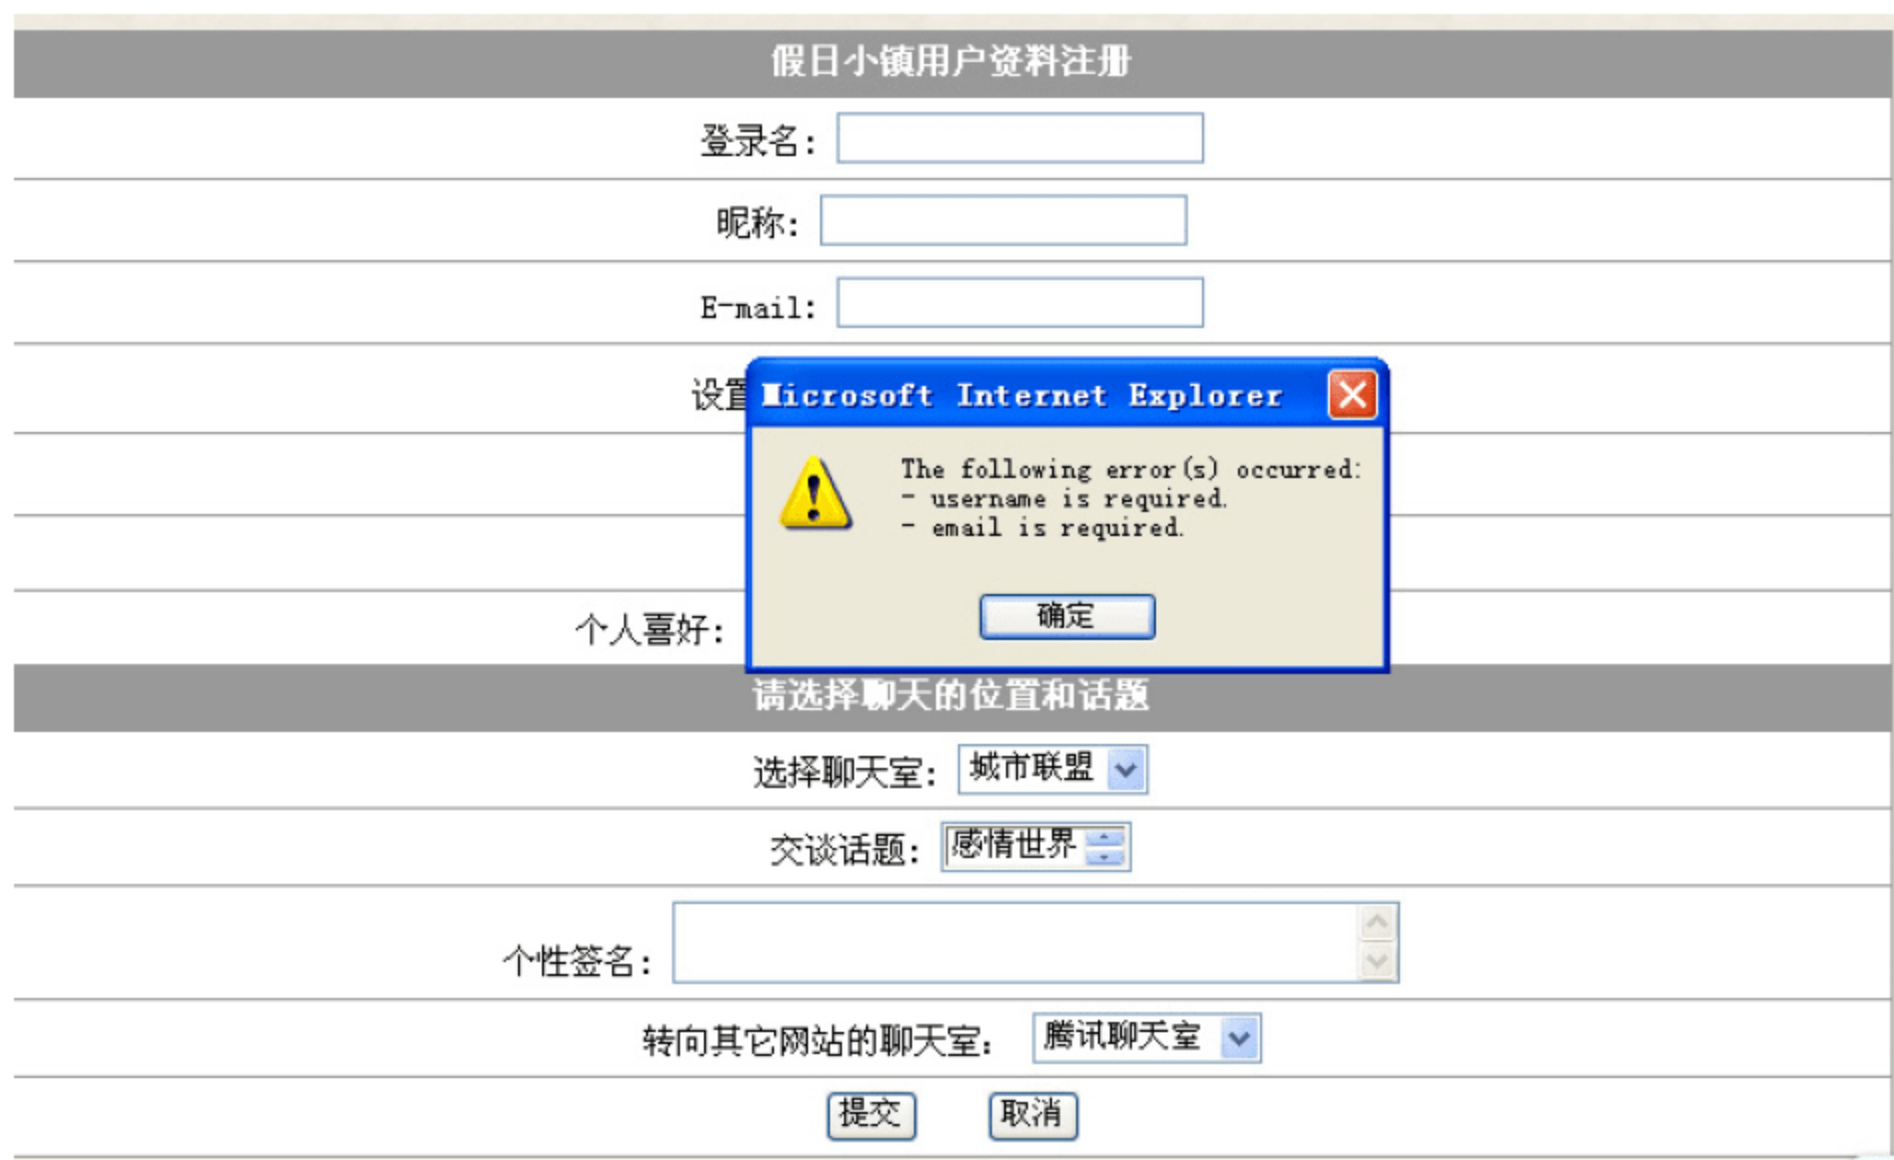 假日小镇用户资料注册
登录名：
昵称：
E-mail:
设置
Microsoft Internet Explorer
The following error(s) occurred:
- username is required.
- email is required.
确定
个人喜好：
请选择聊天的位置和话题
选择聊天室： 城市联盟
交谈话题： 感情世界
个性签名：
转向其它网站的聊天室： 腾讯聊天室
提交 取消